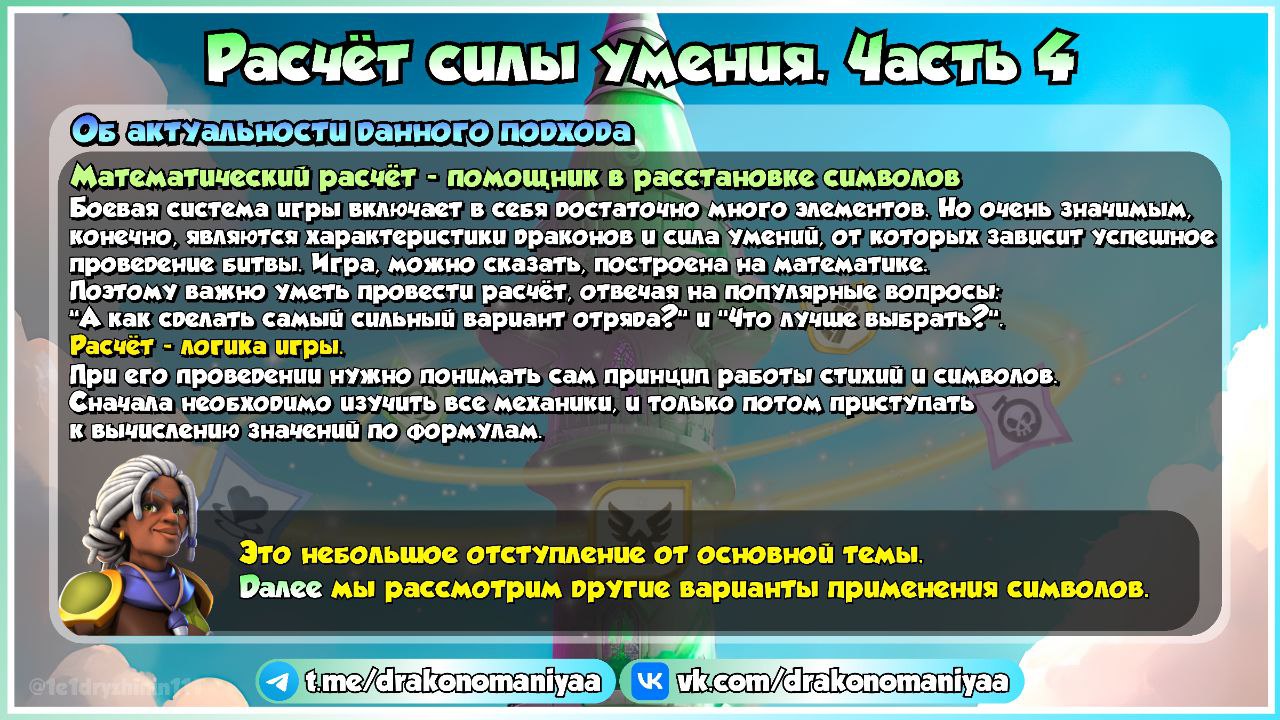 Расчёт силы умения. Часть 4
Об актуальности данного подхода
Математический расчёт - помощник в расстановке символов
Боевая система игры включает в себя достаточно много элементов. Но очень значимым,
конечно, являются характеристики драконов и сила умений, от которых зависит успешное
проведение битвы. Игра, можно сказать, построена на математике.
Поэтому важно уметь провести расчёт, отвечая на популярные вопросы:
"А как сделать самый сильный вариант отряда?" и "Что лучше выбрать?".
Расчёт - логика игры.
При его проведении нужно понимать сам принцип работы стихий и символов.
Сначала необходимо изучить все механики, и только потом приступать
к вычислению значений по формулам.
Это небольшое отступление от основной темы.
Далее мы рассмотрим другие варианты применения символов.
t.me/drakonomaniyaa
vk.com/drakonomaniyaa